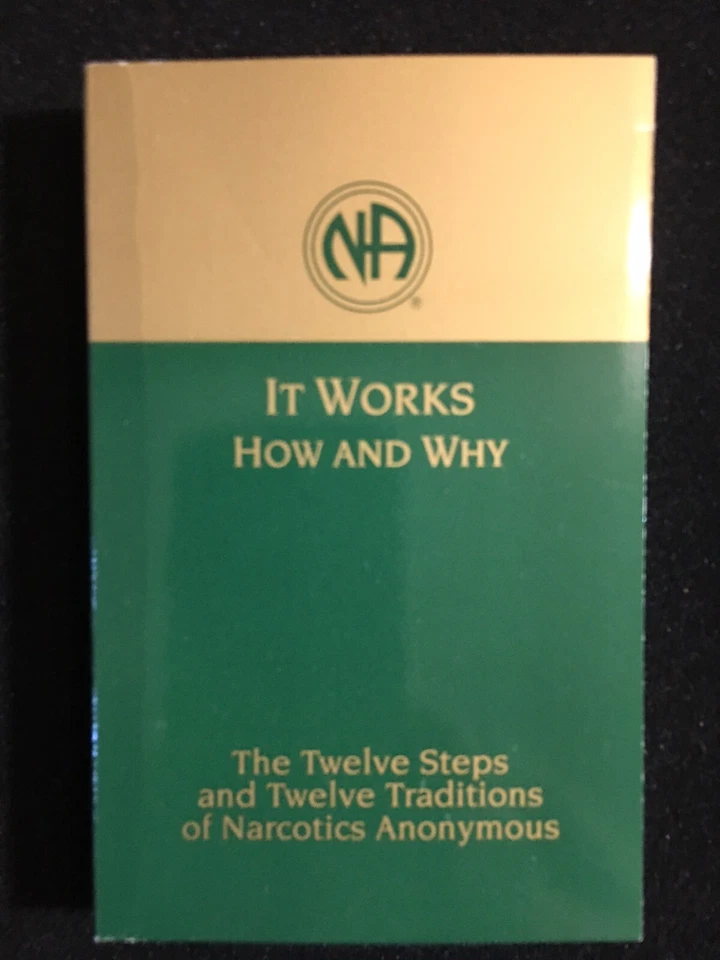 NA
®
IT WORKS
HOW AND WHY
The Twelve Steps
and Twelve Traditions
of Narcotics Anonymous